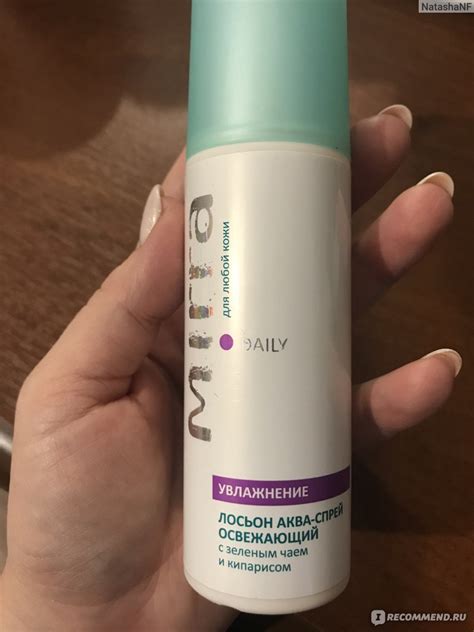 NatashaNF
Mirra
для любой кожи
DAILY
УВЛАЖНЕНИЕ
ЛОСЬОН АКВА-СПРЕЙ
ОСВЕЖАЮЩИЙ
с зеленым чаем
и кипарисом
I RECOMMEND.RU